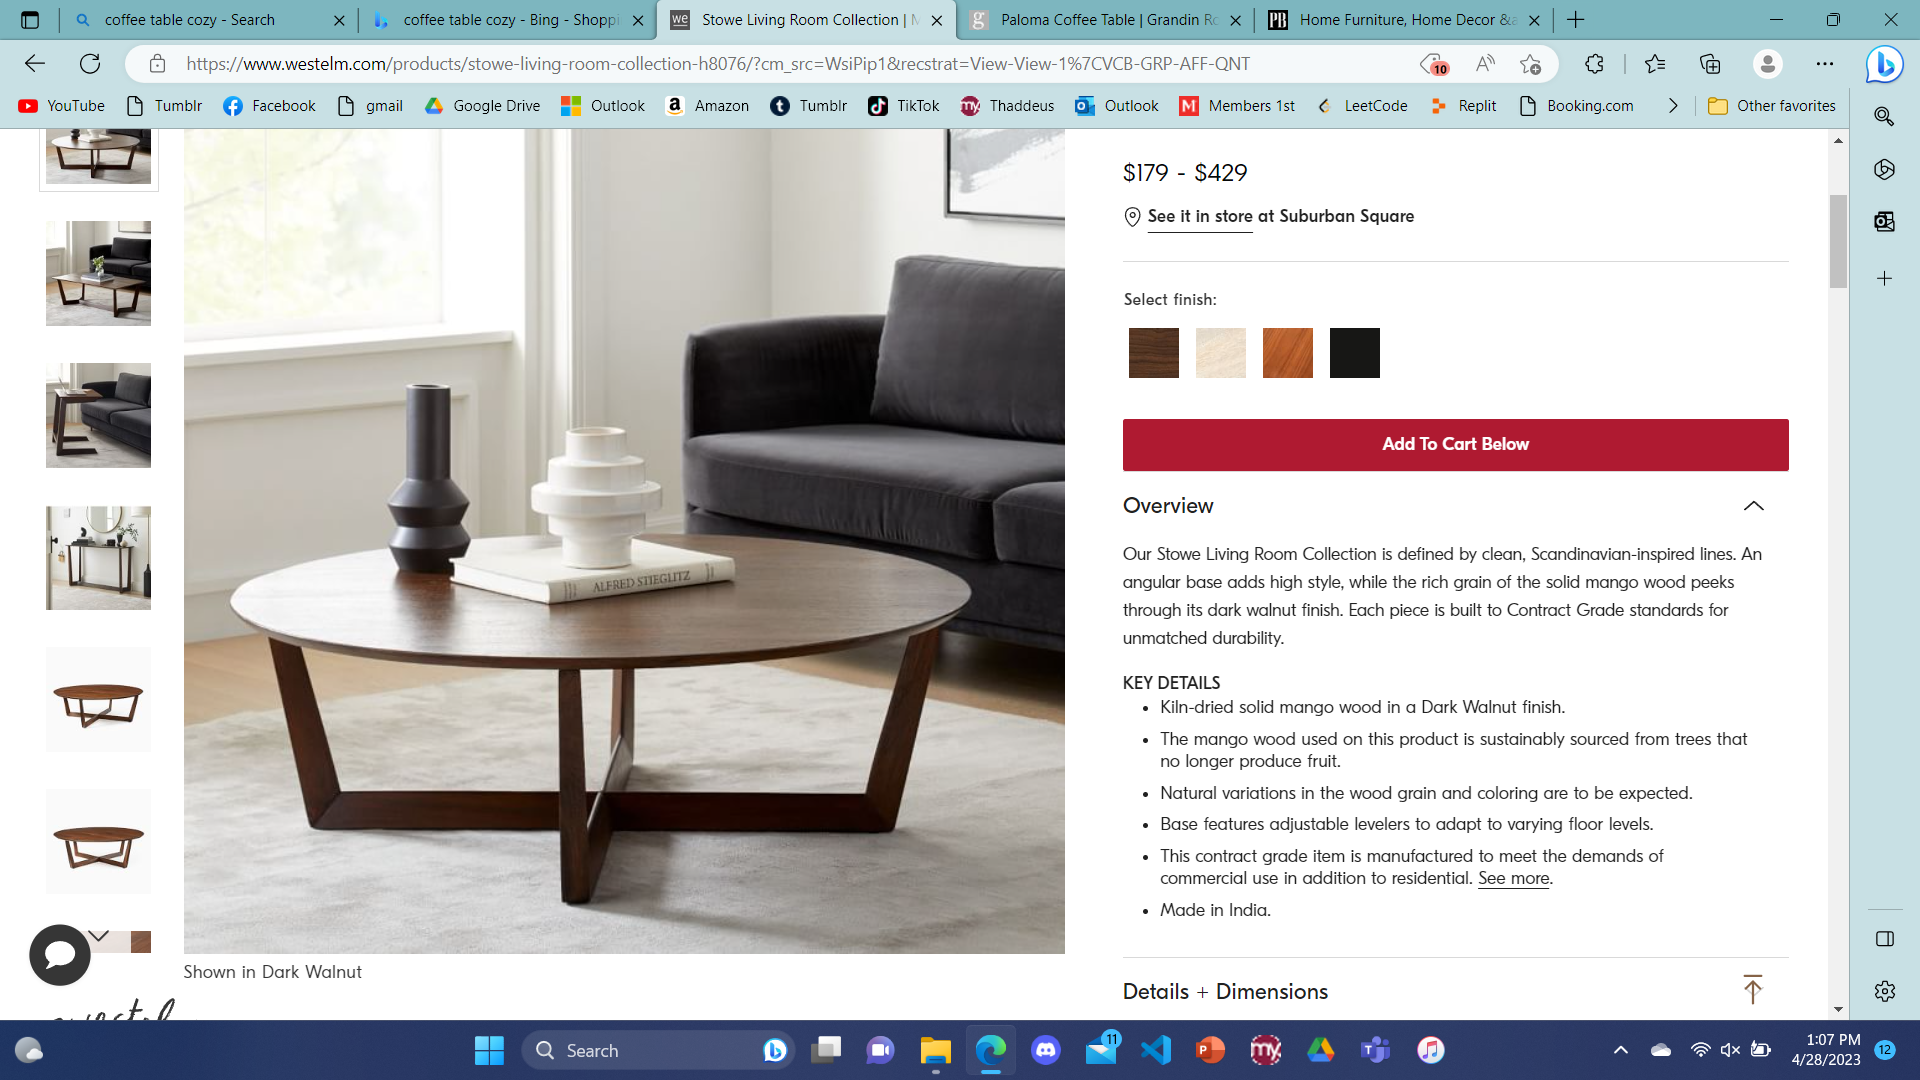 coffee table cozy - Search
coffee table cozy - Bing - Shoppi
Stowe Living Room Collection | M
Paloma Coffee Table | Grandin Ro
Home Furniture, Home Decor &a
https://www.westelm.com/products/stowe-living-room-collection-h8076/?cm_src=WsiPip1&recstrat=View-View-1%7CVCB-GRP-AFF-QNT
10
YouTube
Tumblr
Facebook
gmail
Google Drive
Outlook
Amazon
Tumblr
TikTok
Thaddeus
Outlook
Members 1st
LeetCode
Replit
Booking.com
Other favorites
$179 - $429
See it in store at Suburban Square
Select finish:
Add To Cart Below
Overview
Our Stowe Living Room Collection is defined by clean, Scandinavian-inspired lines. An
angular base adds high style, while the rich grain of the solid mango wood peeks
through its dark walnut finish. Each piece is built to Contract Grade standards for
unmatched durability.
KEY DETAILS
Kiln-dried solid mango wood in a Dark Walnut finish.
The mango wood used on this product is sustainably sourced from trees that
no longer produce fruit.
Natural variations in the wood grain and coloring are to be expected.
Base features adjustable levelers to adapt to varying floor levels.
This contract grade item is manufactured to meet the demands of
commercial use in addition to residential. See more.
Made in India.
Details + Dimensions
ALFRED STIEGLITZ
Shown in Dark Walnut
Search
11
1:07 PM
4/28/2023
12